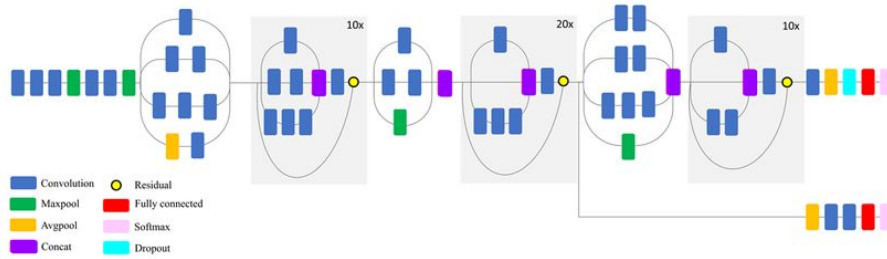 10x
20x
10x
Convolution
Residual
Maxpool
Fully connected
Avgpool
Softmax
Concat
Dropout